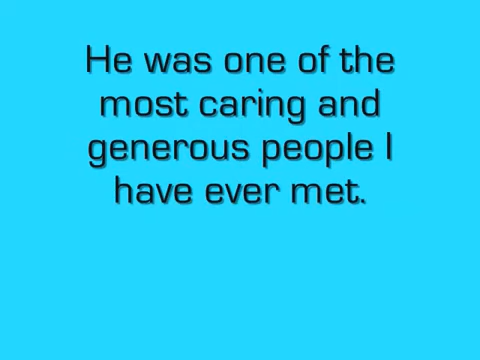 He was one of the
most caring and
generous people I
have ever met.